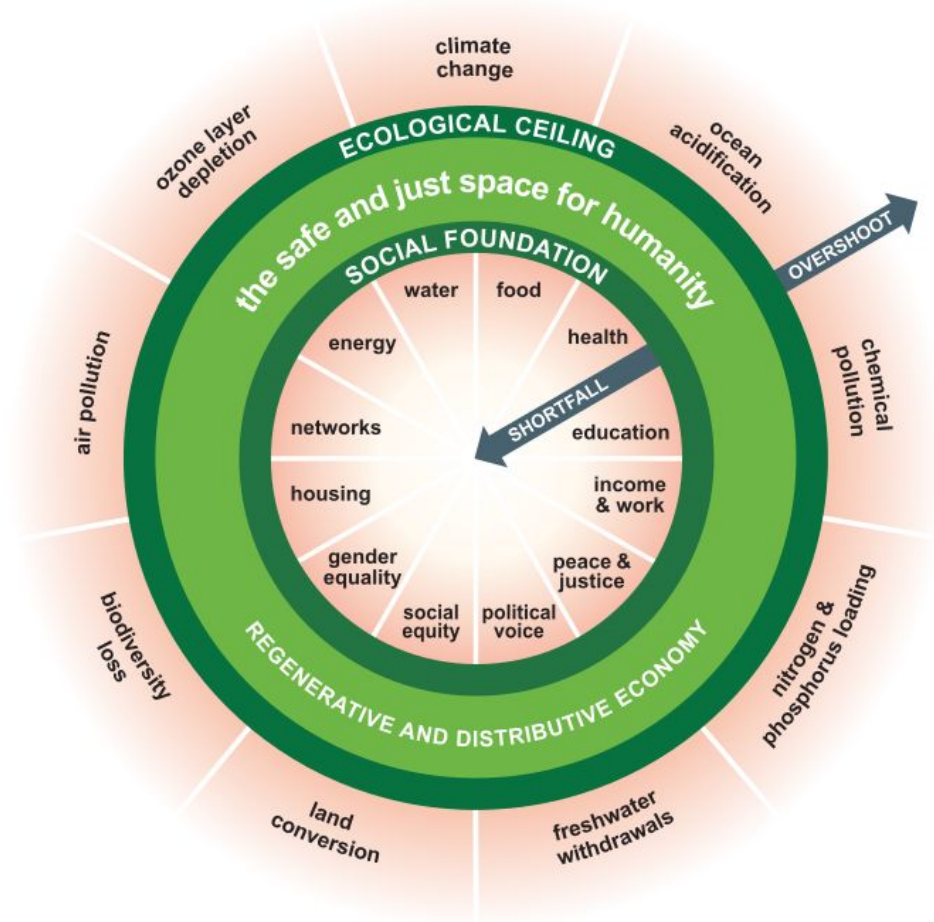 climate
change
ozone layer
depletion
ocean
acidification
ECOLOGICAL CEILING
OVERSHOOT
the safe and just space for humanity
SOCIAL FOUNDATION
water
food
energy
health
air pollution
chemical
pollution
SHORTFALL
networks
education
housing
income
& work
gender
equality
peace &
justice
social
equity
political
voice
biodiversity
loss
nitrogen &
phosphorus loading
REGENERATIVE AND DISTRIBUTIVE ECONOMY
land
conversion
freshwater
withdrawals